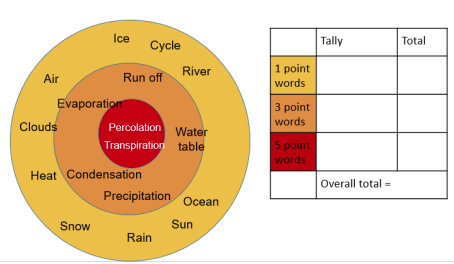 Ice
Cycle
Air
Run off
River
Evaporation
Clouds
Percolation
Transpiration
Water
table
Heat
Condensation
Precipitation
Ocean
Snow
Sun
Rain
Tally
Total
1 point
words
3 point
words
5 point
words
Overall total =